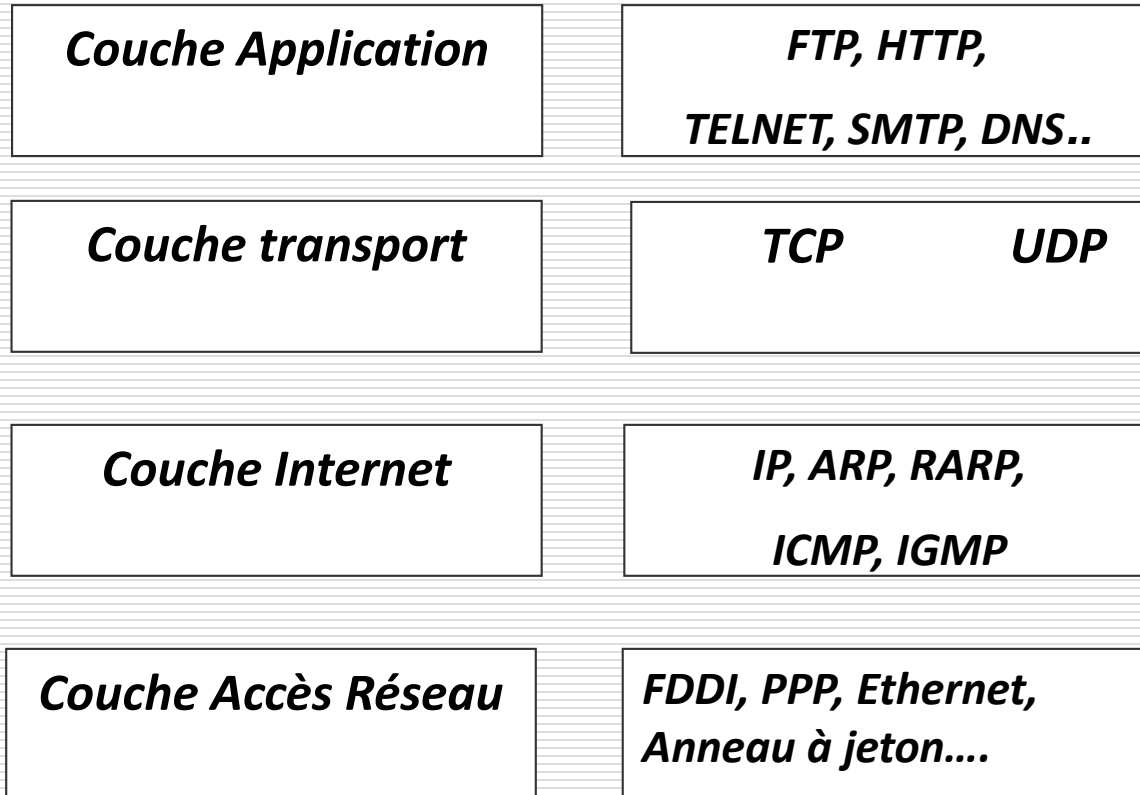 Couche Application
FTP, HTTP,
TELNET, SMTP, DNS..
Couche transport
TCP UDP
Couche Internet
IP, ARP, RARP,
ICMP, IGMP
Couche Accès Réseau
FDDI, PPP, Ethernet,
Anneau à jeton....